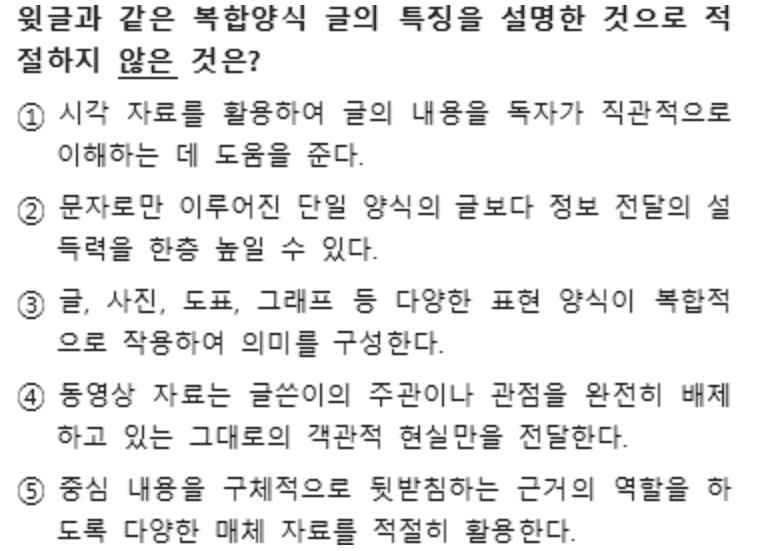 윗글과 같은 복합양식 글의 특징을 설명한 것으로 적
절하지 않은 것은?
① 시각 자료를 활용하여 글의 내용을 독자가 직관적으로
이해하는 데 도움을 준다.
② 문자로만 이루어진 단일 양식의 글보다 정보 전달의 설
득력을 한층 높일 수 있다.
③ 글, 사진, 도표, 그래프 등 다양한 표현 양식이 복합적
으로 작용하여 의미를 구성한다.
④ 동영상 자료는 글쓴이의 주관이나 관점을 완전히 배제
하고 있는 그대로의 객관적 현실만을 전달한다.
⑤ 중심 내용을 구체적으로 뒷받침하는 근거의 역할을 하
도록 다양한 매체 자료를 적절히 활용한다.